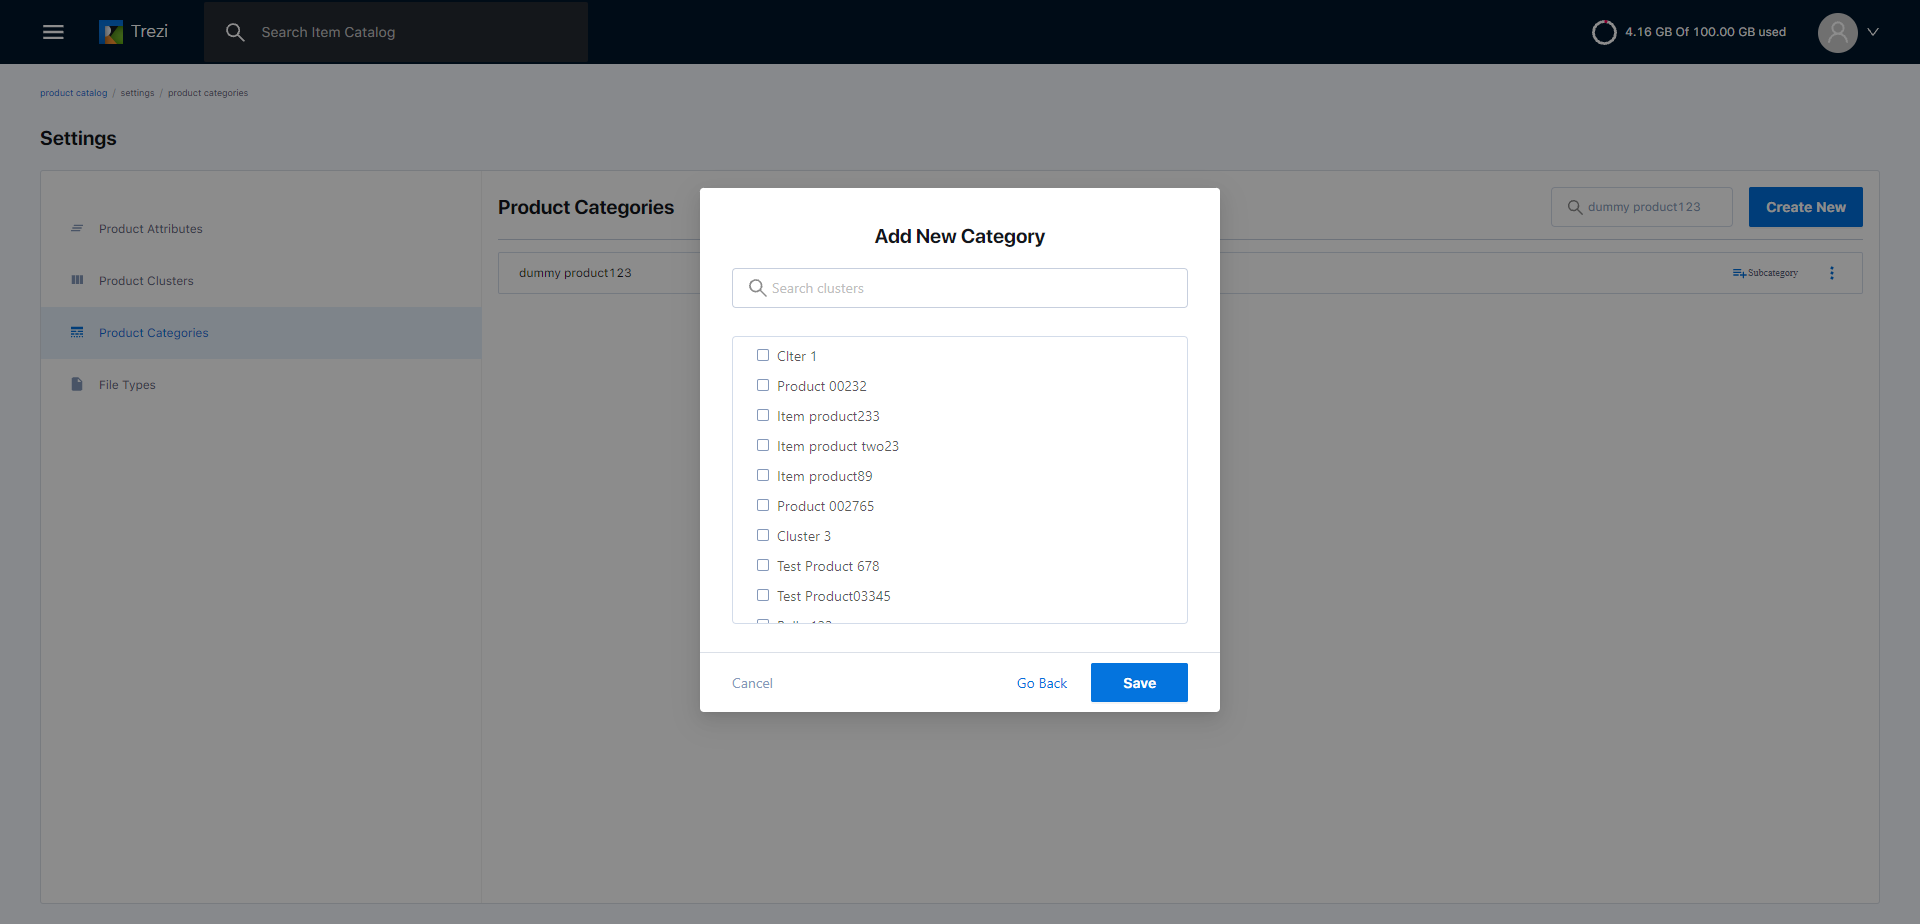 Trezi
Search Item Catalog
4.16 GB Of 100.00 GB used
product catalog / settings / product categories
Settings
Product Attributes
Product Clusters
Product Categories
File Types
Product Categories
dummy product123
Create New
dummy product123
Subcategory
Add New Category
Search clusters
Clter 1
Product 00232
Item product233
Item product two23
Item product89
Product 002765
Cluster 3
Test Product 678
Test Product03345
Cancel
Go Back
Save